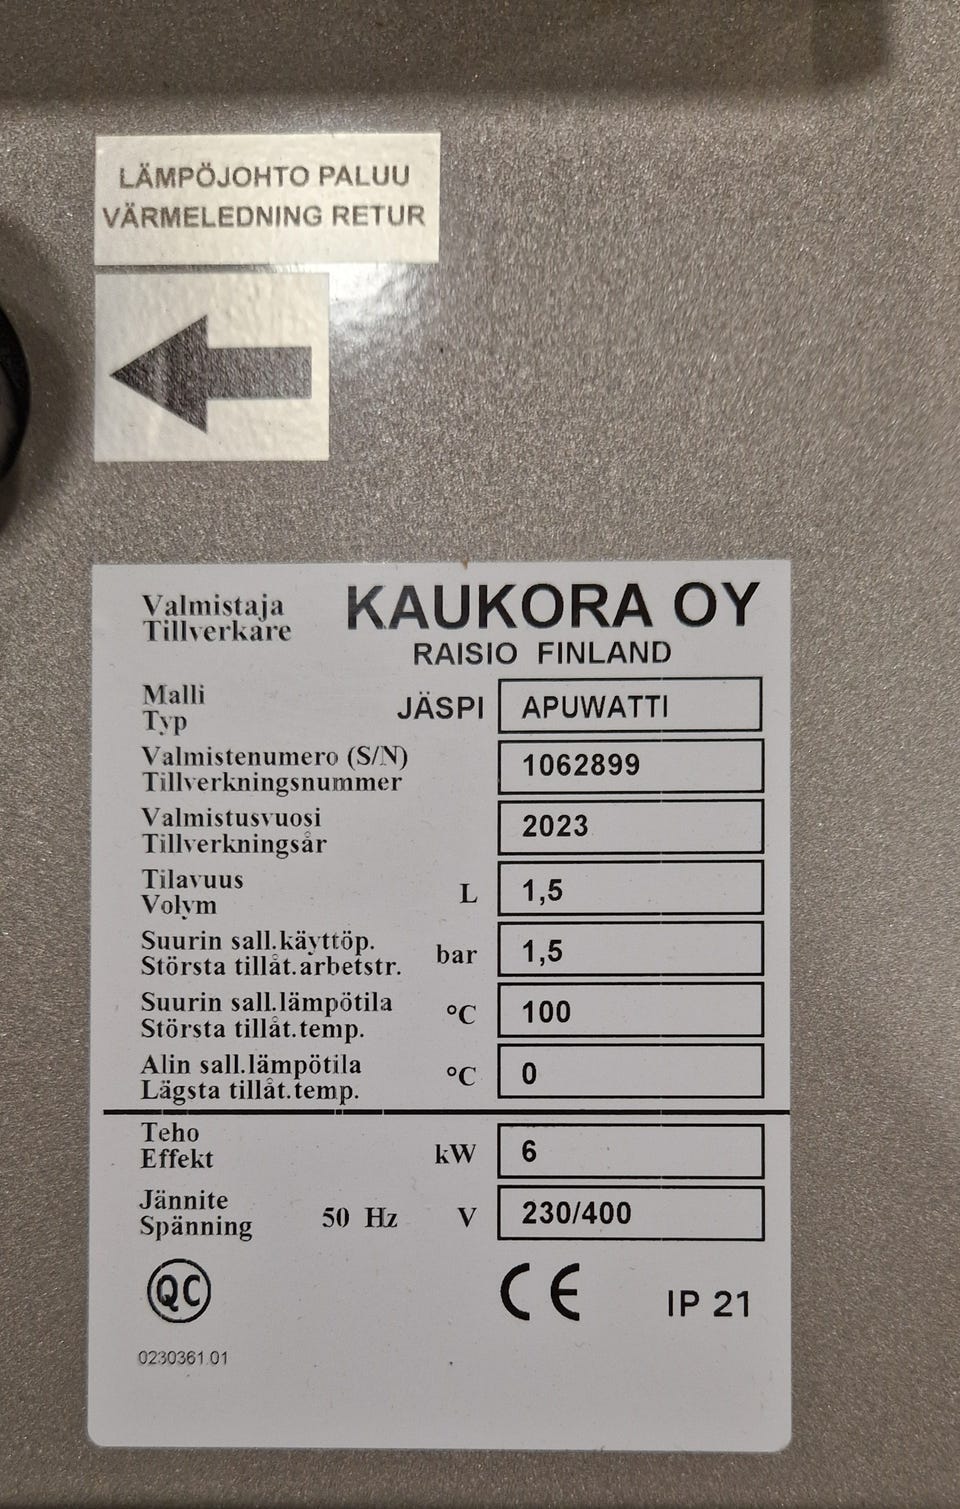 LÄMPÖJOHTO PALUU
VÄRMELEDNING RETUR
Valmistaja
Tillverkare
KAUKORA OY
RAISIO FINLAND
Malli
Typ
JÄSPI APUWATTI
Valmistenumero (S/N)
Tillverkningsnummer
1062899
Valmistusvuosi
Tillverkningsår
2023
Tilavuus
Volym
L 1,5
Suurin sall.käyttöp.
Största tillåt.arbetstr.
bar 1,5
Suurin sall.lämpötila
Största tillåt.temp.
°C 100
Alin sall.lämpötila
Lägsta tillåt.temp.
°C 0
Teho
Effekt
kW 6
Jännite
Spänning
50 Hz V 230/400
QC
CE IP 21
0230361.01